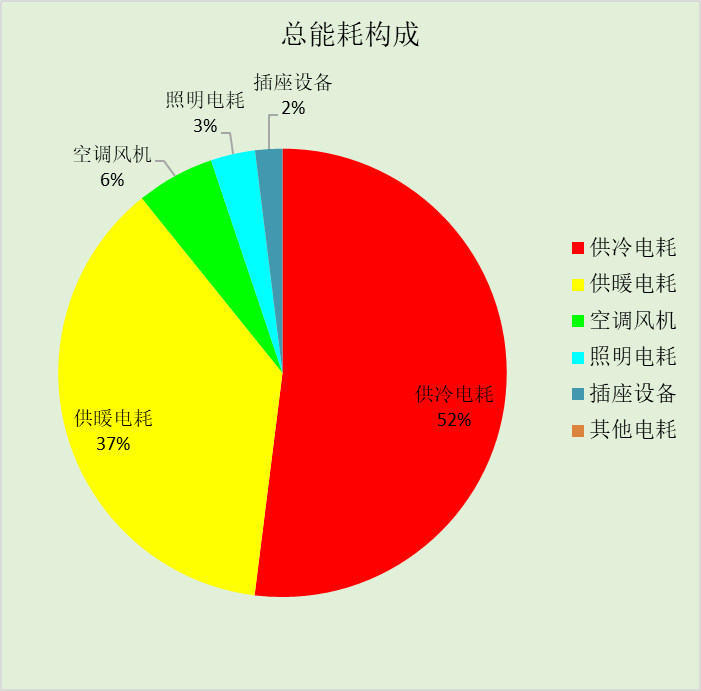 总能耗构成
插座设备
2%
照明电耗
3%
空调风机
6%
供冷电耗
52%
供暖电耗
37%
供冷电耗
供暖电耗
空调风机
照明电耗
插座设备
其他电耗